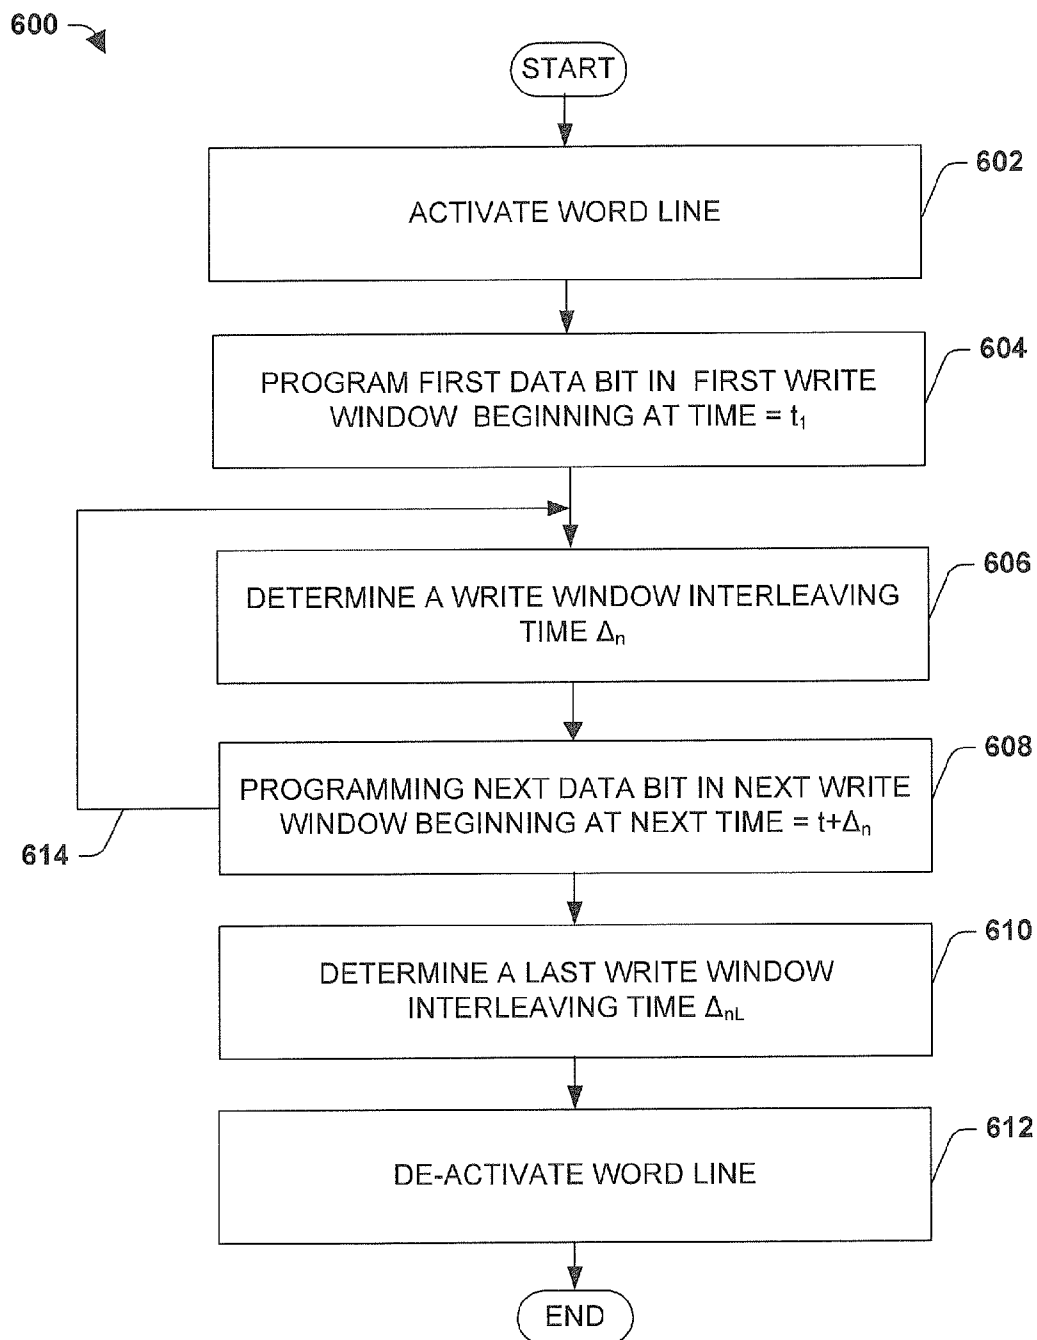 600
START
602
ACTIVATE WORD LINE
604
PROGRAM FIRST DATA BIT IN FIRST WRITE
WINDOW BEGINNING AT TIME = t₁
606
DETERMINE A WRITE WINDOW INTERLEAVING
TIME Δₙ
608
PROGRAMMING NEXT DATA BIT IN NEXT WRITE
WINDOW BEGINNING AT NEXT TIME = t+Δₙ
614
610
DETERMINE A LAST WRITE WINDOW
INTERLEAVING TIME ΔnL
612
DE-ACTIVATE WORD LINE
END